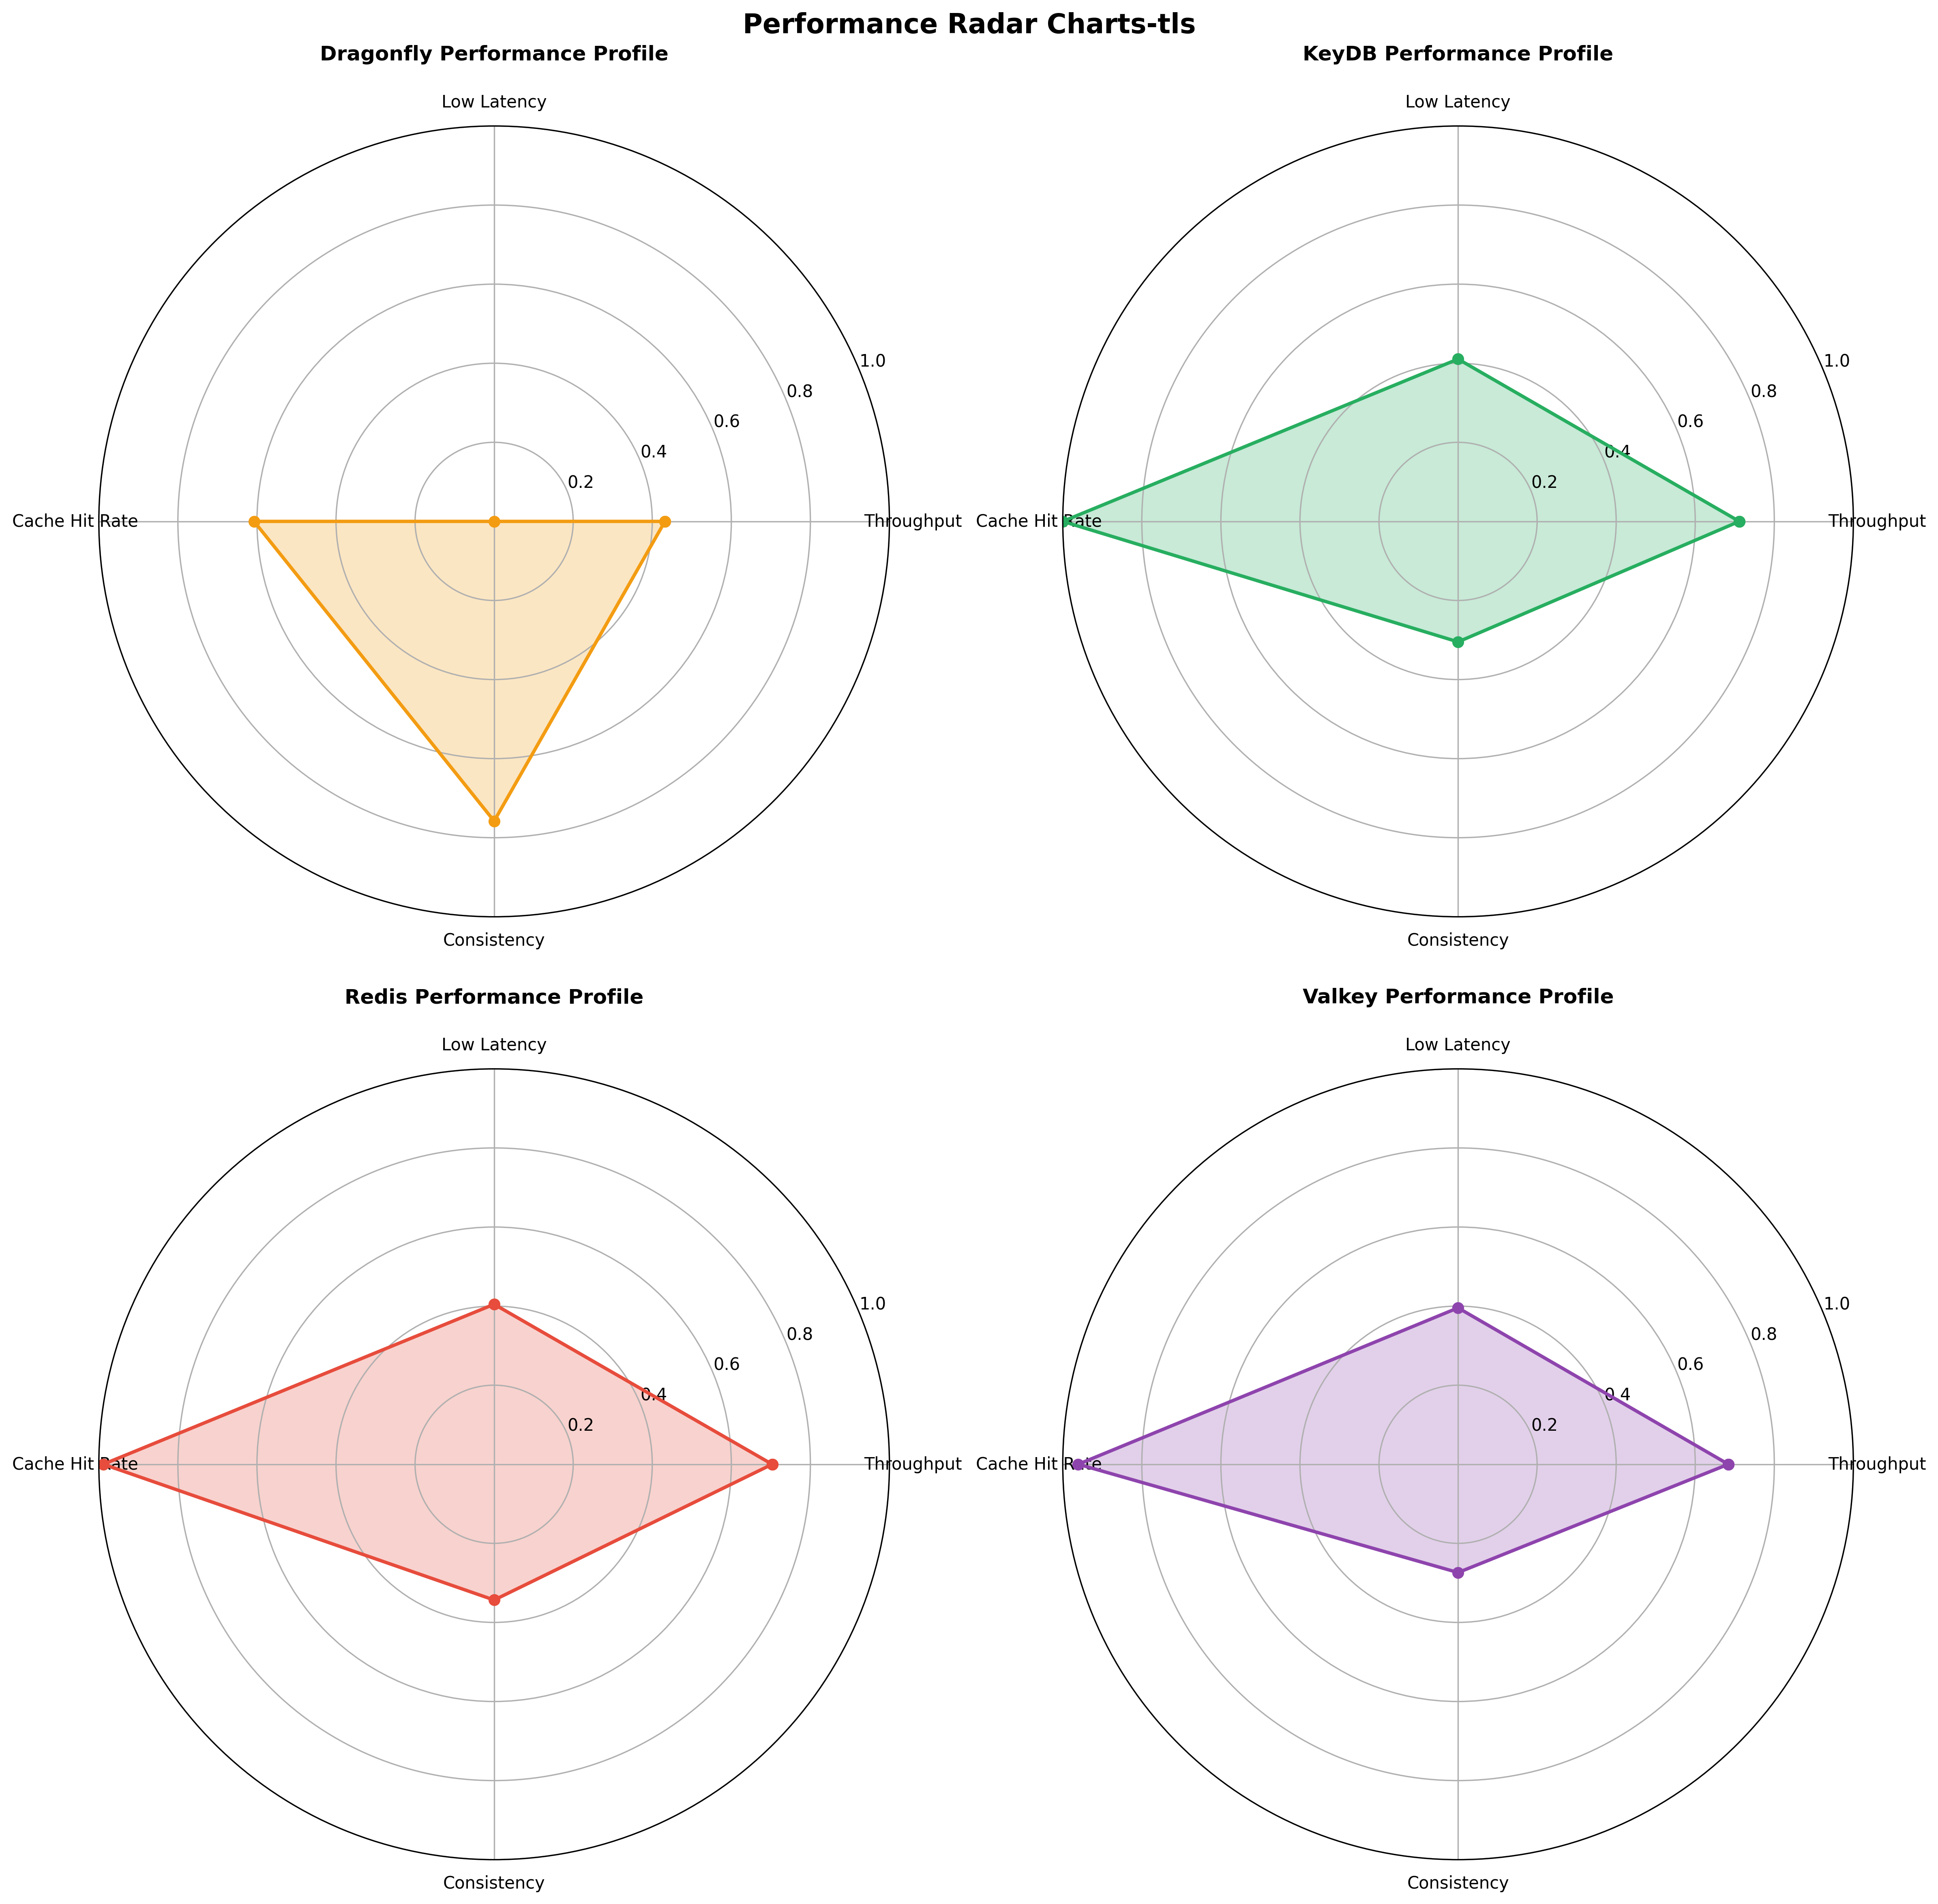 Performance Radar Charts-tls
Dragonfly Performance Profile
Low Latency
1.0
0.8
0.6
0.4
0.2
Cache Hit Rate
Throughput
Consistency
KeyDB Performance Profile
Low Latency
1.0
0.8
0.6
0.4
0.2
Cache Hit Rate
Throughput
Consistency
Redis Performance Profile
Low Latency
1.0
0.8
0.6
0.4
0.2
Cache Hit Rate
Throughput
Consistency
Valkey Performance Profile
Low Latency
1.0
0.8
0.6
0.4
0.2
Cache Hit Rate
Throughput
Consistency